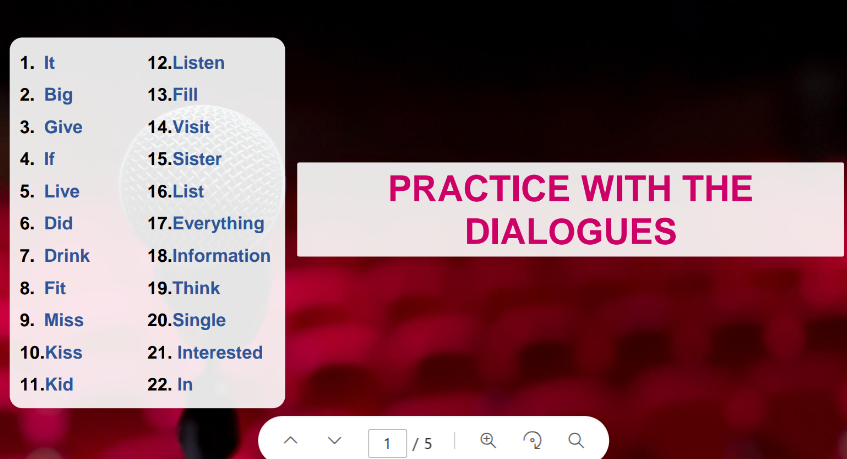 1. It
2. Big
3. Give
4. If
5. Live
6. Did
7. Drink
8. Fit
9. Miss
10.Kiss
11.Kid
12.Listen
13.Fill
14.Visit
15.Sister
16.List
17.Everything
18.Information
19.Think
20.Single
21. Interested
22. In
PRACTICE WITH THE
DIALOGUES
1 / 5